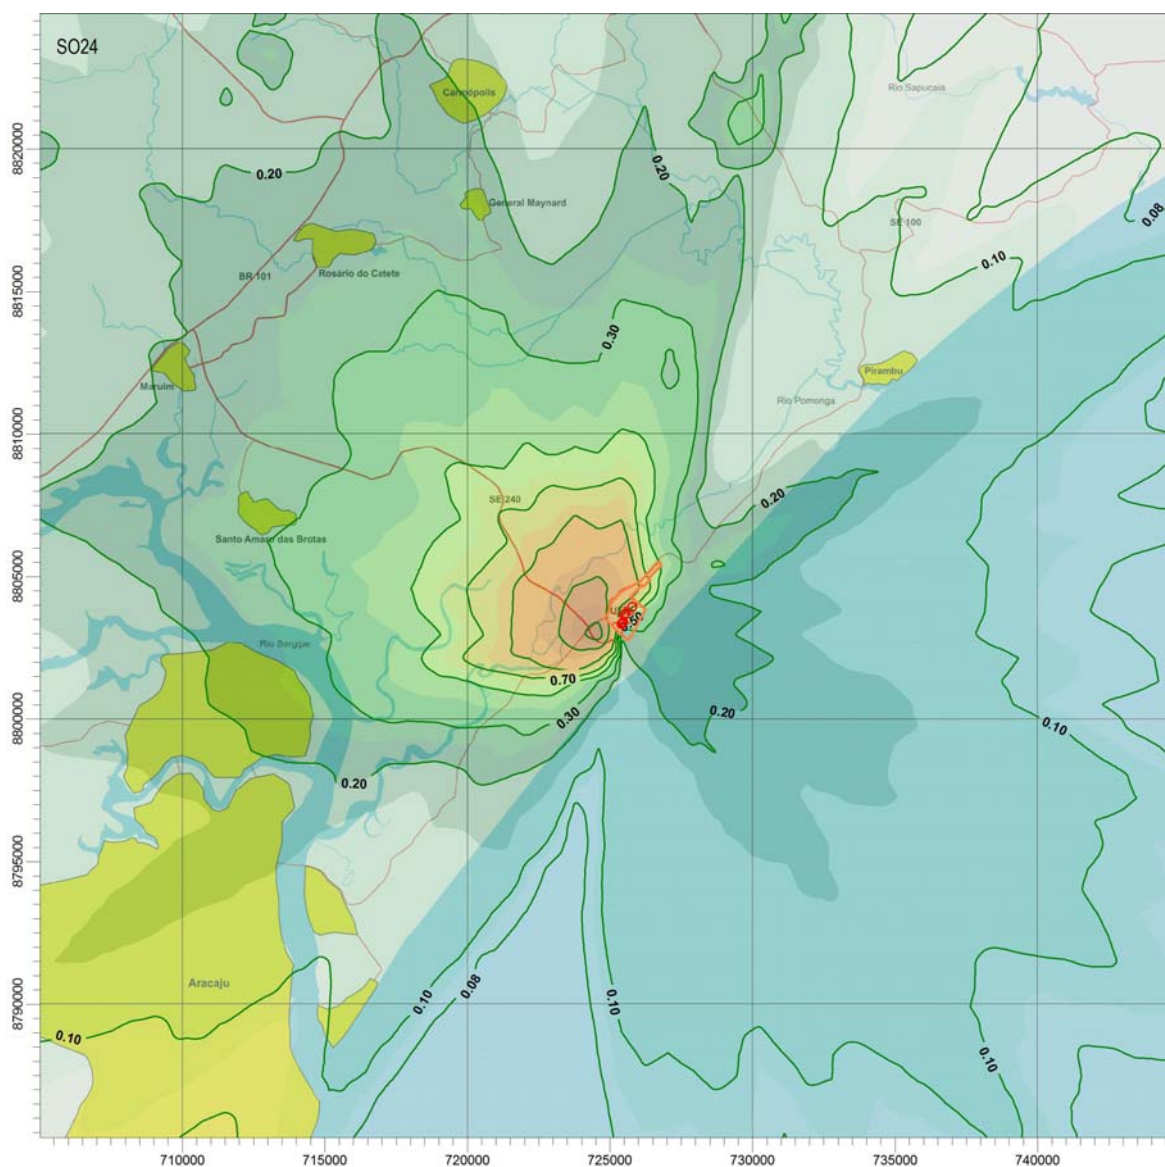 SO24
Carmópolis
Rio Sapucaia
8820000
0.20
0.20
General Maynard
0.08
SE 100
BR 101
Rosário do Catete
0.10
8815000
0.30
Maruim
Pirambu
Rio Pomonga
8810000
SE 240
0.20
Santo Amaro das Brotas
8805000
0.50
Rio Sergipe
0.70
0.30
0.20
0.10
8800000
0.20
8795000
Aracaju
0.10
0.08
0.10
8790000
0.10
0.10
710000 715000 720000 725000 730000 735000 740000